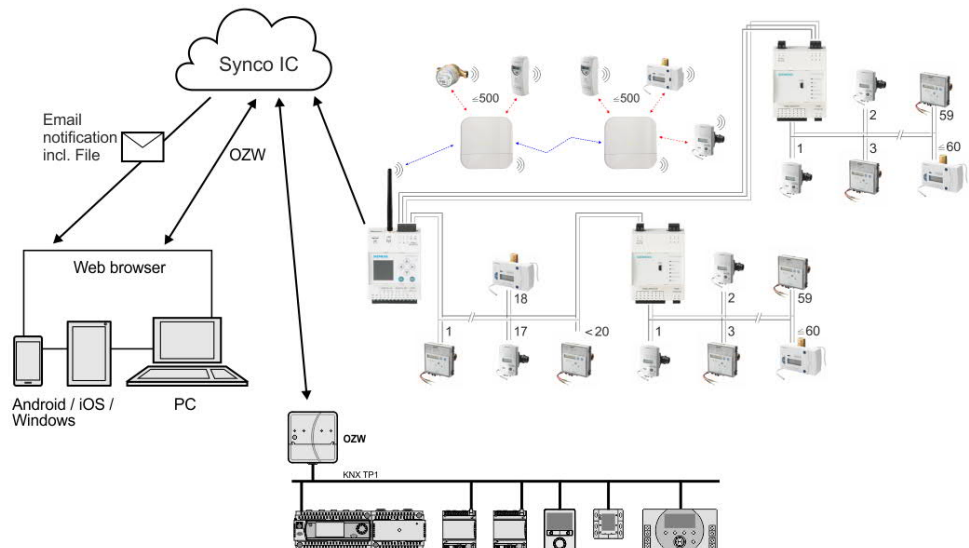 Synco IC
Email
notification
incl. File
OZW
Web browser
Android / iOS /
Windows
PC
≤500
≤500
2
59
1
3
≤ 60
18
1
17
< 20
2
59
1
3
≤ 60
OZW
KNX TP1